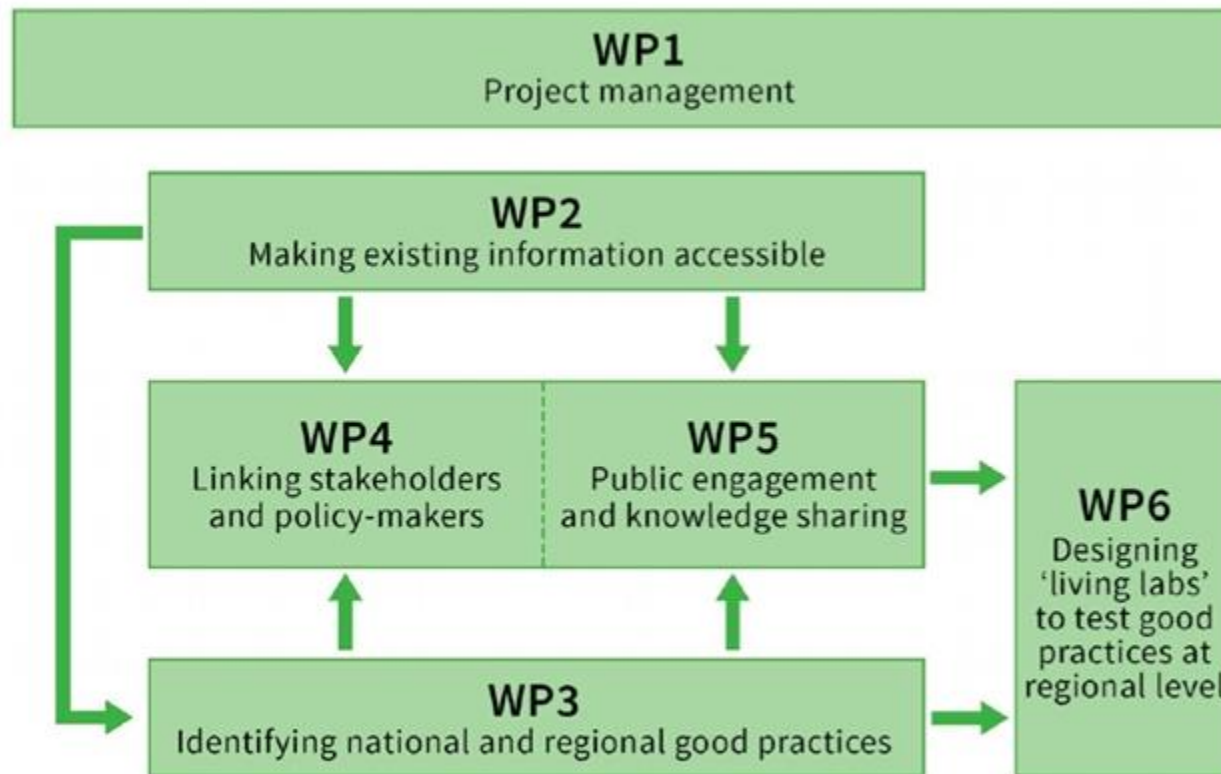 WP1
Project management
WP2
Making existing information accessible
WP4
Linking stakeholders
and policy-makers
WP5
Public engagement
and knowledge sharing
WP6
Designing
‘living labs’
to test good
practices at
regional level
WP3
Identifying national and regional good practices